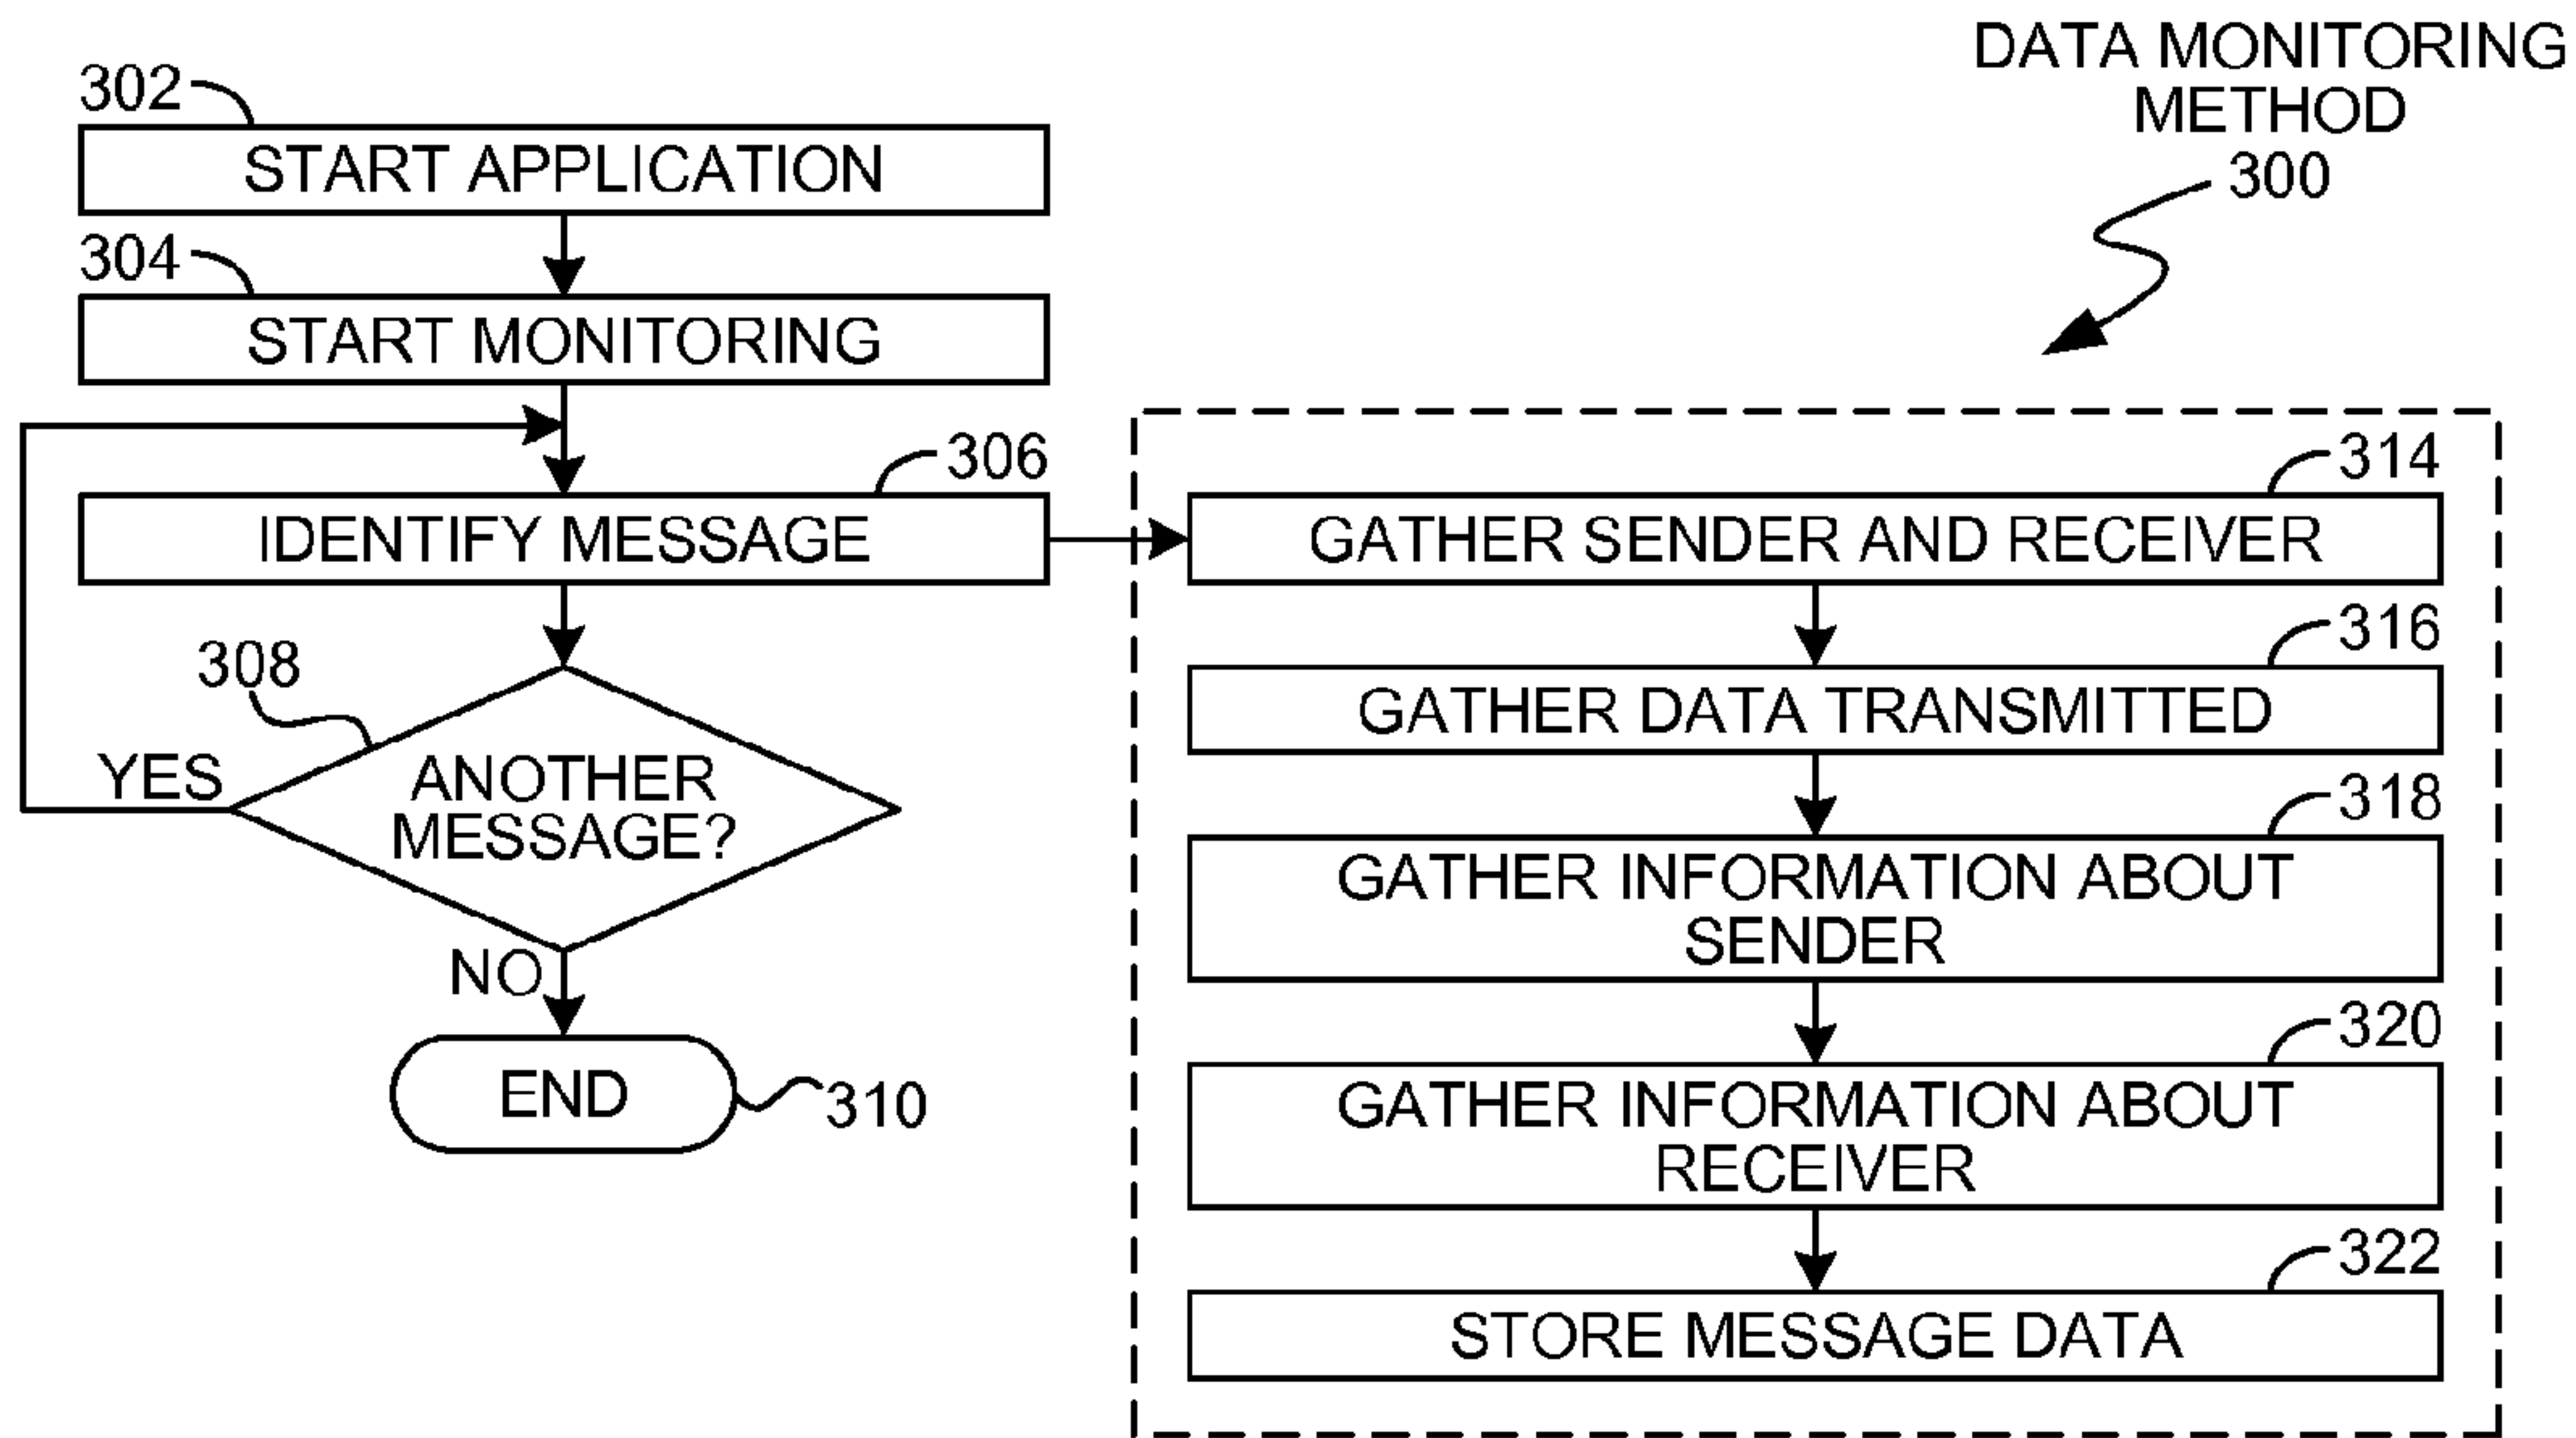 DATA MONITORING
METHOD
300
302
START APPLICATION
304
START MONITORING
306
IDENTIFY MESSAGE
308
YES
ANOTHER
MESSAGE?
NO
END
310
314
GATHER SENDER AND RECEIVER
316
GATHER DATA TRANSMITTED
318
GATHER INFORMATION ABOUT
SENDER
320
GATHER INFORMATION ABOUT
RECEIVER
322
STORE MESSAGE DATA